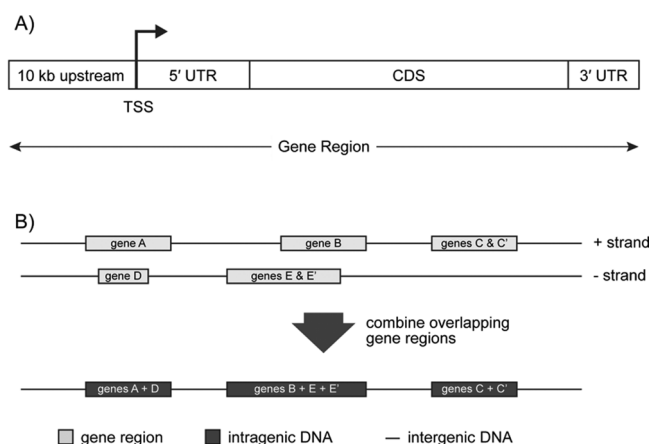 A)
10 kb upstream 5′ UTR CDS 3′ UTR
TSS
Gene Region
B)
gene A gene B genes C & C' + strand
gene D genes E & E' - strand
combine overlapping
gene regions
genes A + D genes B + E + E' genes C + C'
gene region intragenic DNA intergenic DNA